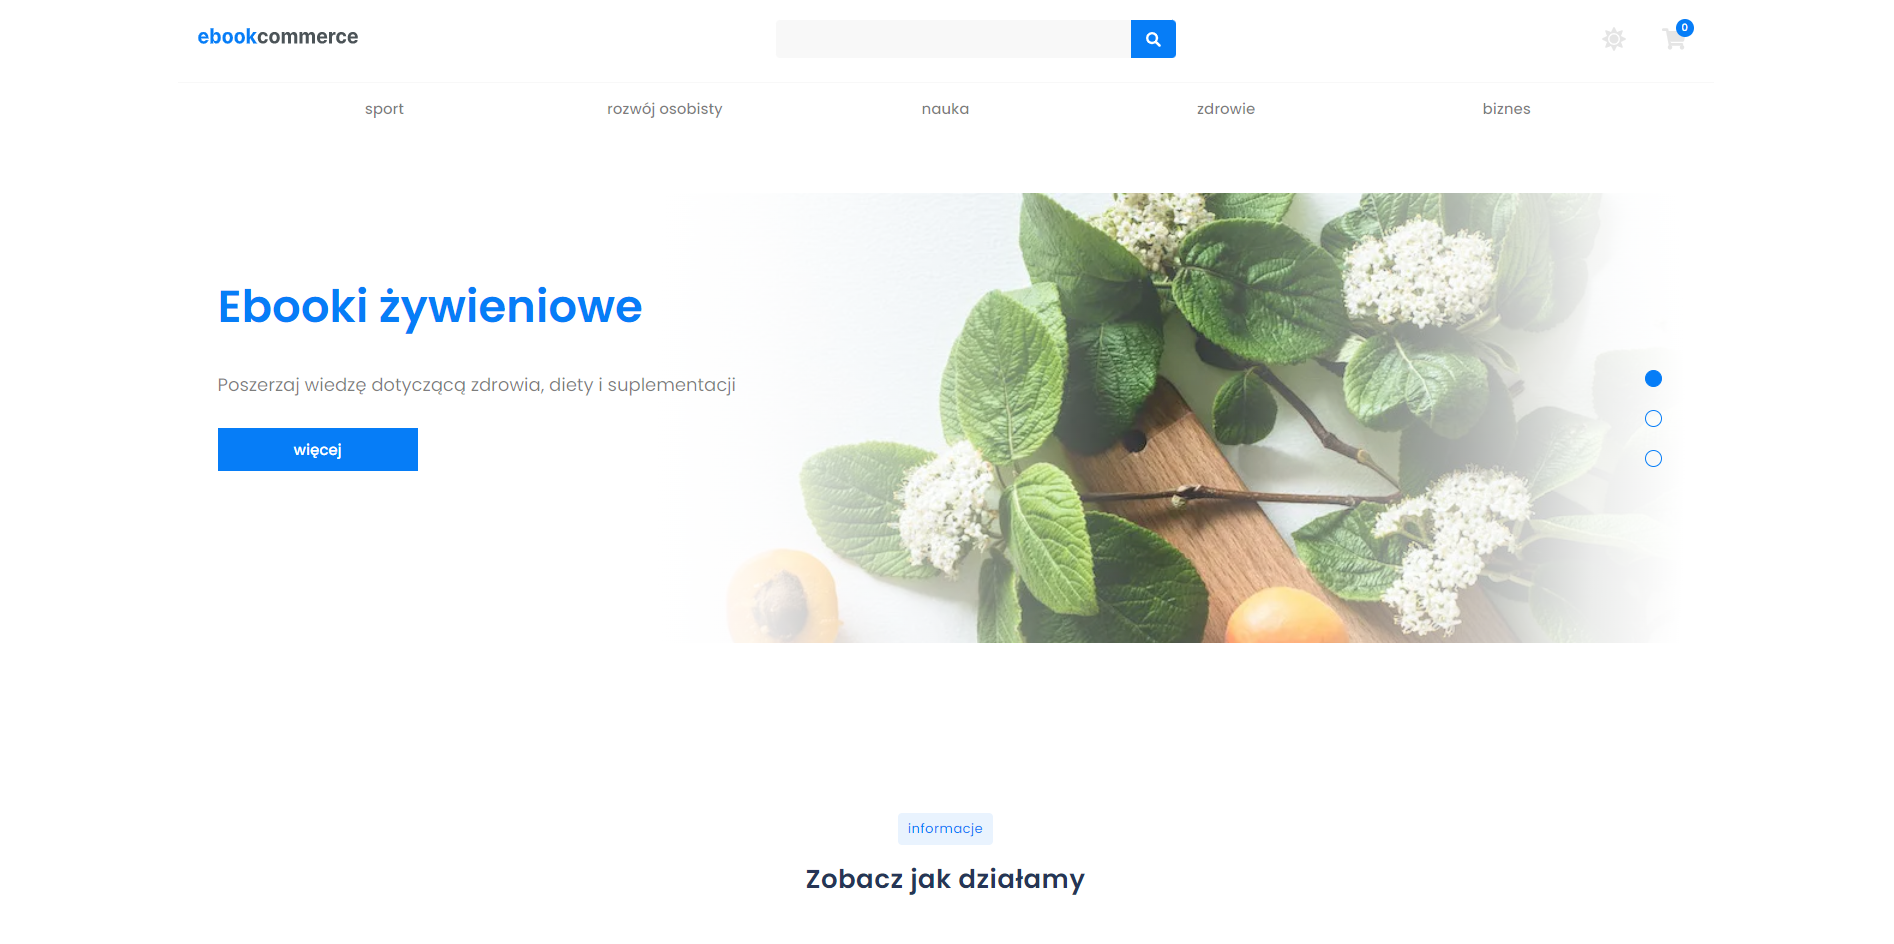 ebookcommerce
0
sport
rozwój osobisty
nauka
zdrowie
biznes
Ebooki żywieniowe
Poszerzaj wiedzę dotyczącą zdrowia, diety i suplementacji
więcej
informacje
Zobacz jak działamy